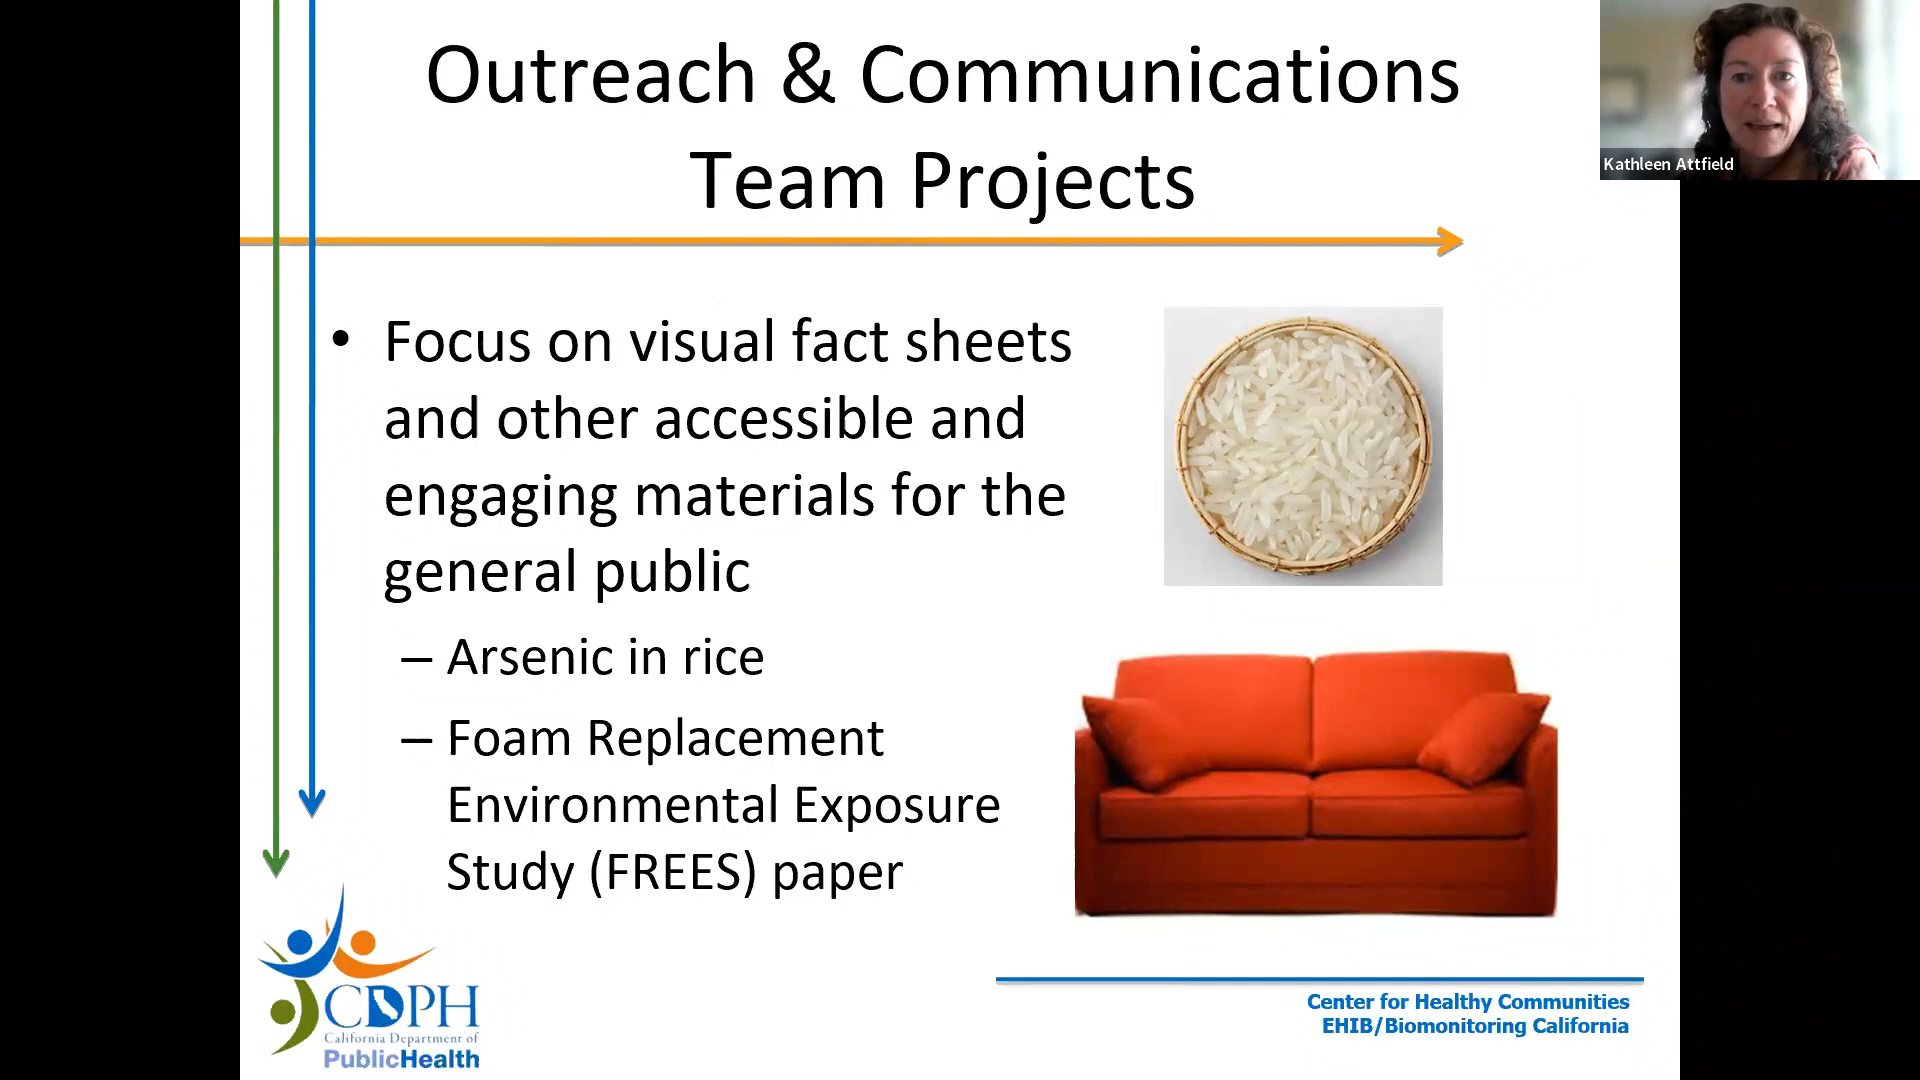 Outreach & Communications
Team Projects
Kathleen Attfield
• Focus on visual fact sheets
and other accessible and
engaging materials for the
general public
– Arsenic in rice
– Foam Replacement
Environmental Exposure
Study (FREES) paper
CDPH
California Department of
PublicHealth
Center for Healthy Communities
EHIB/Biomonitoring California